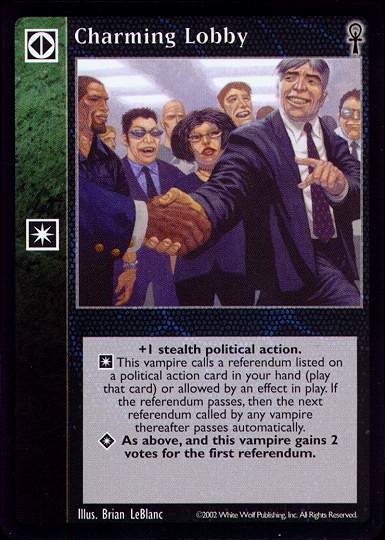 Charming Lobby
+1 stealth political action.
This vampire calls a referendum listed
on a political action card in your hand (play
that card) or allowed by an effect in play. If
the referendum passes, then the next
referendum called by any vampire
thereafter passes automatically.
As above, and this vampire gains 2
votes for the first referendum.
Illus. Brian LeBlanc
©2002 White Wolf Publishing, Inc. All Rights Reserved.